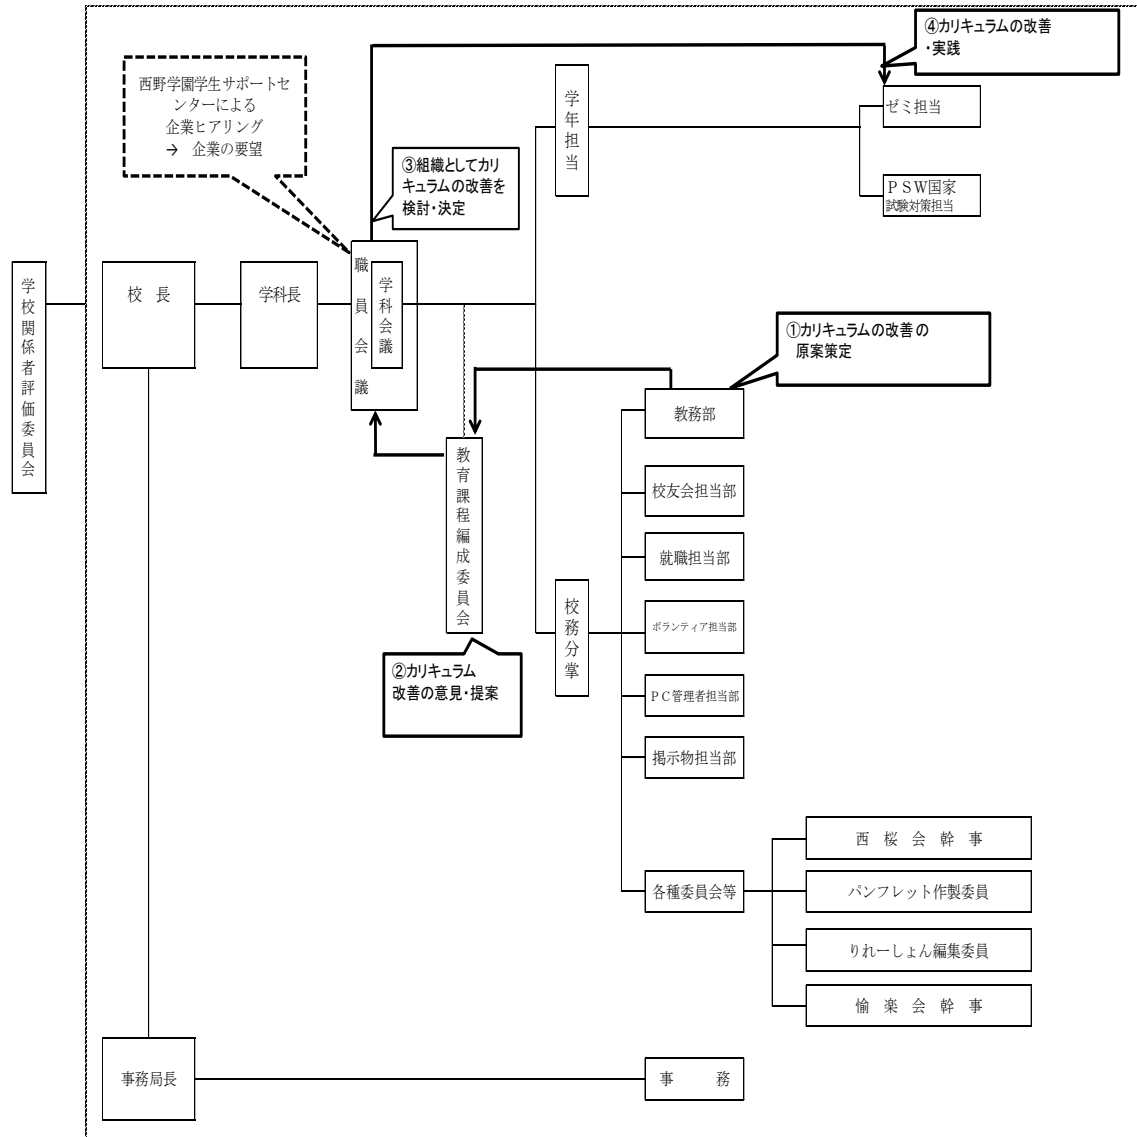 ④カリキュラムの改善
・実践
西野学園学生サポートセ
ンターによる
企業ヒアリング
→ 企業の要望
学年担当
ゼミ担当
③組織としてカリ
キュラムの改善を
検討・決定
ＰＳＷ国家
試験対策担当
学校関係者評価委員会
校 長
学科長
職員会議
学科会議
①カリキュラムの改善の
原案策定
教務部
教育課程編成委員会
校友会担当部
就職担当部
校務分掌
ボランティア担当部
②カリキュラム
改善の意見・提案
ＰＣ管理者担当部
掲示物担当部
西 桜 会 幹 事
各種委員会等
パンフレット作製委員
りれーしょん編集委員
愉 楽 会 幹 事
事務局長
事 務